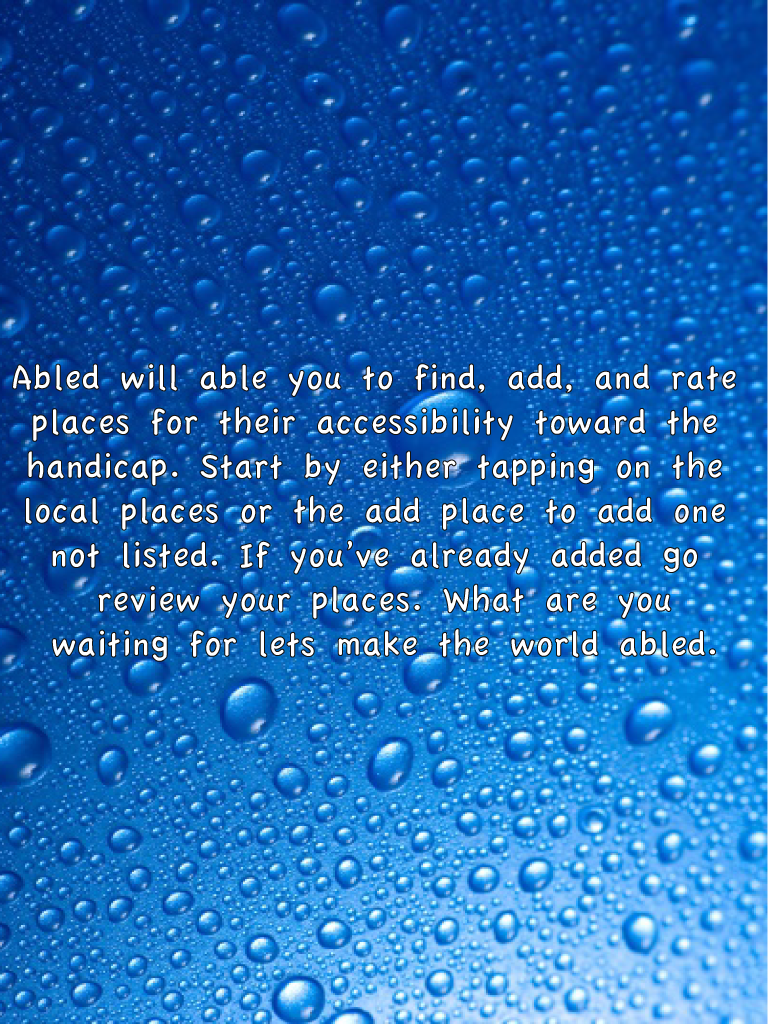 Abled will able you to find, add, and rate
places for their accessibility toward the
handicap. Start by either tapping on the
local places or the add place to add one
not listed. If you've already added go
review your places. What are you
waiting for lets make the world abled.